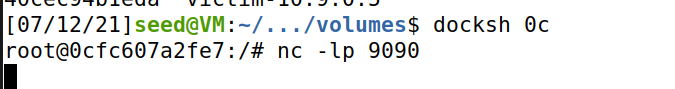 [07/12/21]seed@VM:~/.../volumes$ docksh 0c
root@0cfc607a2fe7:/# nc -lp 9090